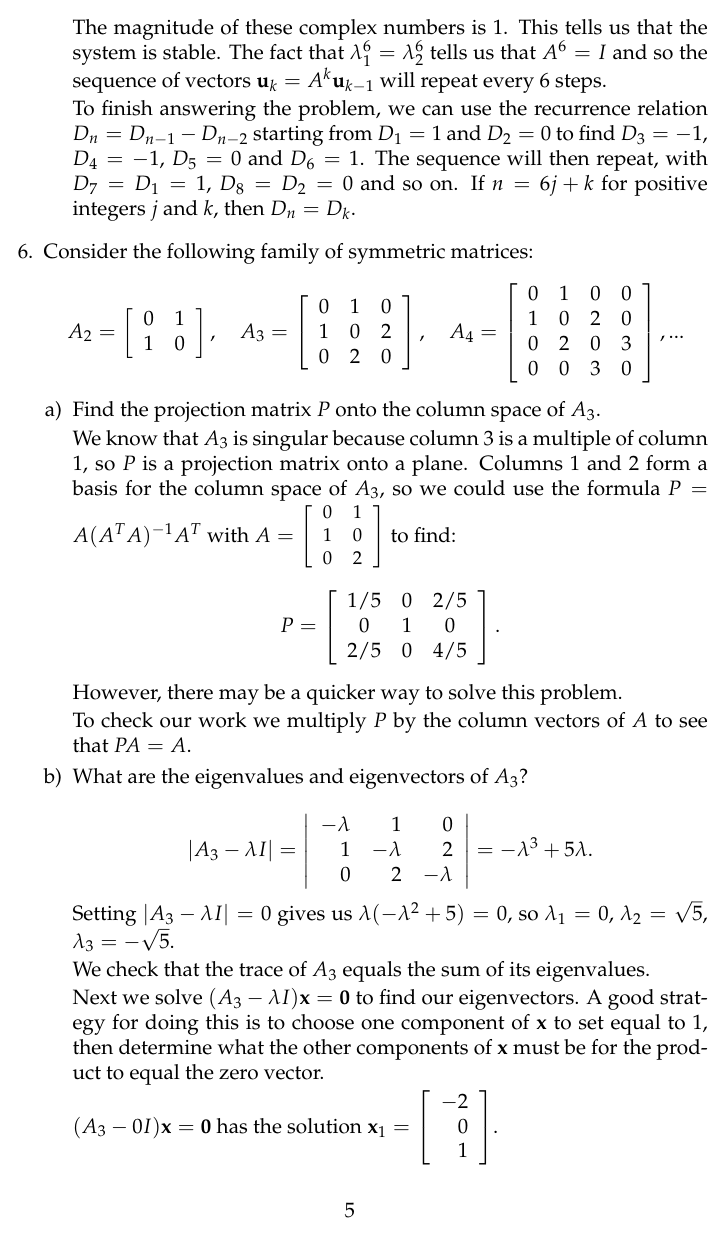 The magnitude of these complex numbers is 1. This tells us that the
system is stable. The fact that λ₁⁶ = λ₂⁶ tells us that A⁶ = I and so the
sequence of vectors **u**ₖ = Aᵏ**u**ₖ₋₁ will repeat every 6 steps.
To finish answering the problem, we can use the recurrence relation
Dₙ = Dₙ₋₁ − Dₙ₋₂ starting from D₁ = 1 and D₂ = 0 to find D₃ = −1,
D₄ = −1, D₅ = 0 and D₆ = 1. The sequence will then repeat, with
D₇ = D₁ = 1, D₈ = D₂ = 0 and so on. If n = 6j + k for positive
integers j and k, then Dₙ = Dₖ.
6. Consider the following family of symmetric matrices:
A₂ = [ 0 1 ; 1 0 ], A₃ = [ 0 1 0 ; 1 0 2 ; 0 2 0 ], A₄ = [ 0 1 0 0 ; 1 0 2 0 ; 0 2 0 3 ; 0 0 3 0 ], ...
a) Find the projection matrix P onto the column space of A₃.
We know that A₃ is singular because column 3 is a multiple of column
1, so P is a projection matrix onto a plane. Columns 1 and 2 form a
basis for the column space of A₃, so we could use the formula P =
A(AᵀA)⁻¹Aᵀ with A = [ 0 1 ; 1 0 ; 0 2 ] to find:
P = [ 1/5 0 2/5 ; 0 1 0 ; 2/5 0 4/5 ].
However, there may be a quicker way to solve this problem.
To check our work we multiply P by the column vectors of A to see
that PA = A.
b) What are the eigenvalues and eigenvectors of A₃?
|A₃ − λI| = | −λ 1 0 ; 1 −λ 2 ; 0 2 −λ | = −λ³ + 5λ.
Setting |A₃ − λI| = 0 gives us λ(−λ² + 5) = 0, so λ₁ = 0, λ₂ = √5,
λ₃ = −√5.
We check that the trace of A₃ equals the sum of its eigenvalues.
Next we solve (A₃ − λI)**x** = **0** to find our eigenvectors. A good strat-
egy for doing this is to choose one component of **x** to set equal to 1,
then determine what the other components of **x** must be for the prod-
uct to equal the zero vector.
(A₃ − 0I)**x** = **0** has the solution **x**₁ = [ −2 ; 0 ; 1 ].
5